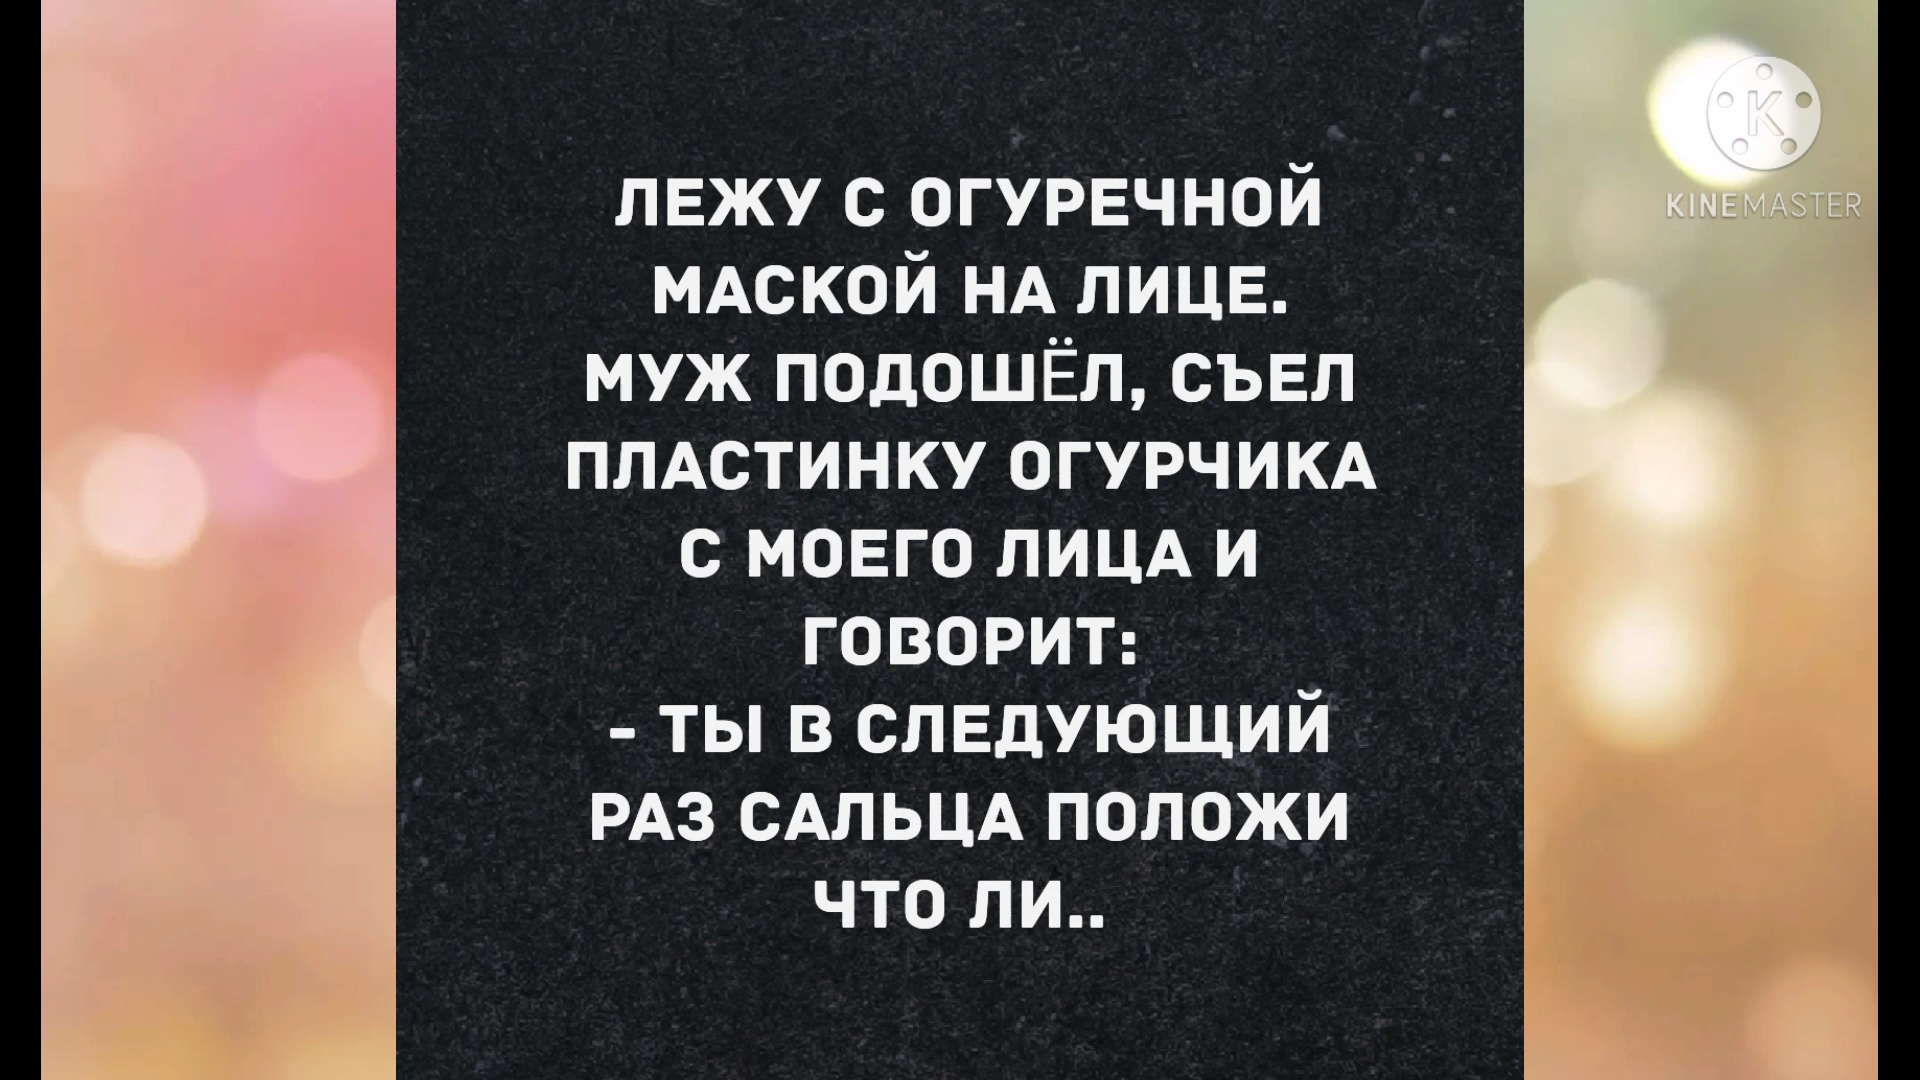 ЛЕЖУ С ОГУРЕЧНОЙ
МАСКОЙ НА ЛИЦЕ.
МУЖ ПОДОШЁЛ, СЪЕЛ
ПЛАСТИНКУ ОГУРЧИКА
С МОЕГО ЛИЦА И
ГОВОРИТ:
- ТЫ В СЛЕДУЮЩИЙ
РАЗ САЛЬЦА ПОЛОЖИ
ЧТО ЛИ..
K
KINEMASTER